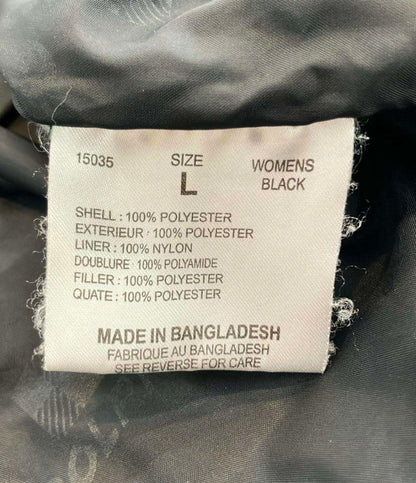 15035 SIZE WOMENS
L BLACK
SHELL : 100% POLYESTER
EXTERIEUR : 100% POLYESTER
LINER : 100% NYLON
DOUBLURE : 100% POLYAMIDE
FILLER : 100% POLYESTER
QUATE : 100% POLYESTER
MADE IN BANGLADESH
FABRIQUE AU BANGLADESH
SEE REVERSE FOR CARE